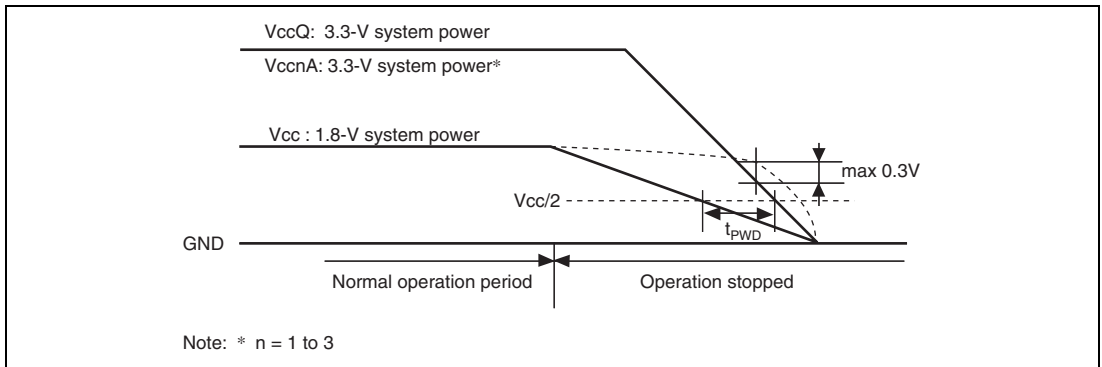 VccQ: 3.3-V system power
VccnA: 3.3-V system power*
Vcc : 1.8-V system power
max 0.3V
Vcc/2
tPWD
GND
Normal operation period
Operation stopped
Note: * n = 1 to 3